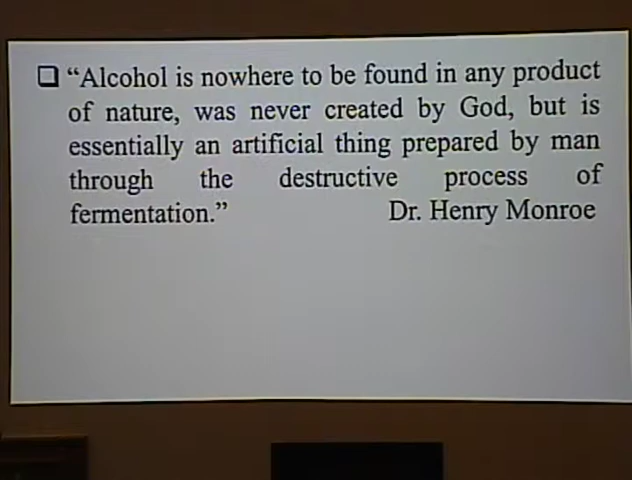 ❑ “Alcohol is nowhere to be found in any product
of nature, was never created by God, but is
essentially an artificial thing prepared by man
through the destructive process of
fermentation.” Dr. Henry Monroe